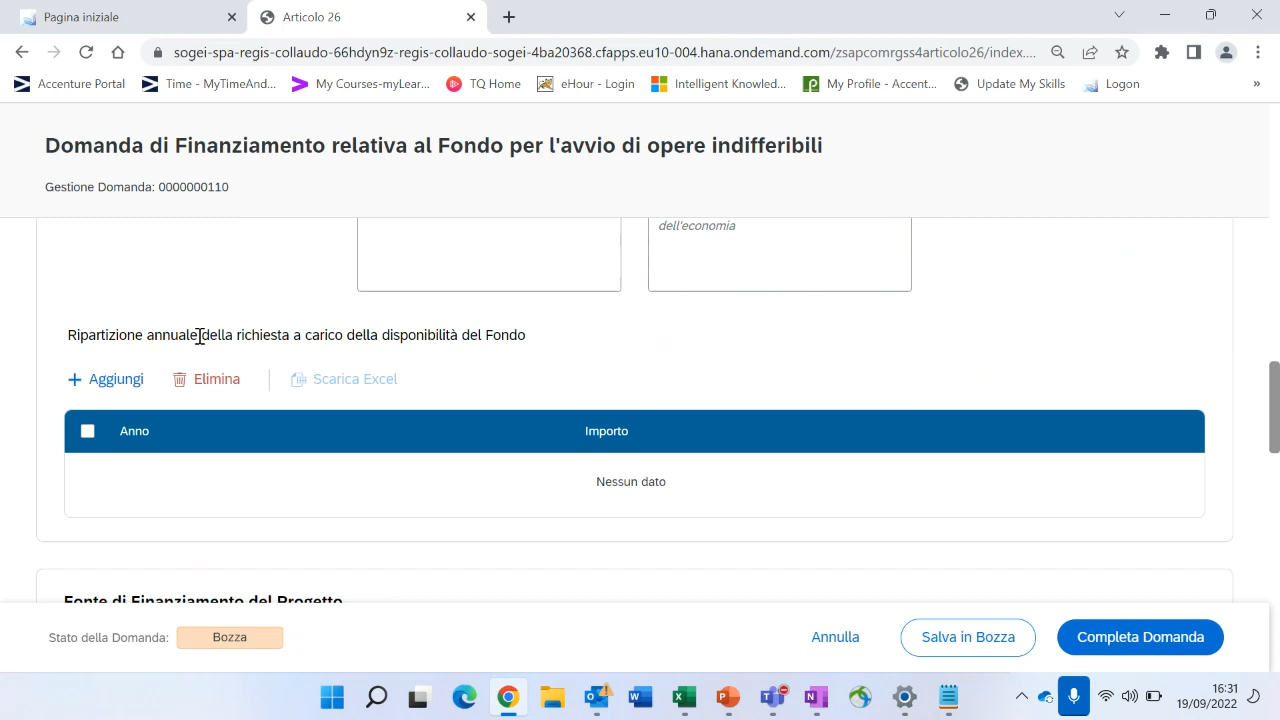 Pagina iniziale
Articolo 26
sogei-spa-regis-collaudo-66hdyn9z-regis-collaudo-sogei-4ba20368.cfapps.eu10-004.hana.ondemand.com/zsapcomrgss4articolo26/index....
Accenture Portal
Time - MyTimeAnd...
My Courses-myLear...
TQ Home
eHour - Login
Intelligent Knowled...
My Profile - Accent...
Update My Skills
Logon
»
Domanda di Finanziamento relativa al Fondo per l'avvio di opere indifferibili
Gestione Domanda: 0000000110
dell'economia
Ripartizione annuale della richiesta a carico della disponibilità del Fondo
Aggiungi
Elimina
Scarica Excel
Anno
Importo
Nessun dato
Fonte di Finanziamento del Progetto
Stato della Domanda:
Bozza
Annulla
Salva in Bozza
Completa Domanda
16:31
19/09/2022